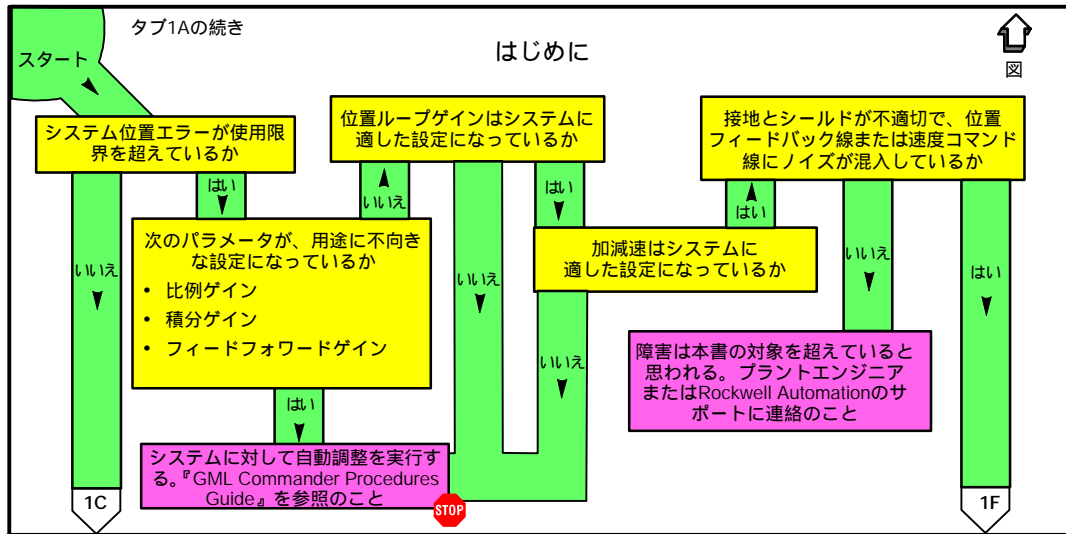 タブ1Aの続き
はじめに
図
スタート
システム位置エラーが使用限
界を超えているか
はい
いいえ
1C
次のパラメータが、用途に不向き
な設定になっているか
• 比例ゲイン
• 積分ゲイン
• フィードフォワードゲイン
はい
いいえ
システムに対して自動調整を実行す
る。『GML Commander Procedures
Guide』を参照のこと
STOP
位置ループゲインはシステムに
適した設定になっているか
いいえ
はい
加減速はシステムに
適した設定になっているか
いいえ
はい
接地とシールドが不適切で、位置
フィードバック線または速度コマンド
線にノイズが混入しているか
いいえ
はい
障害は本書の対象を超えていると
思われる。プラントエンジニア
またはRockwell Automationのサ
ポートに連絡のこと
1F